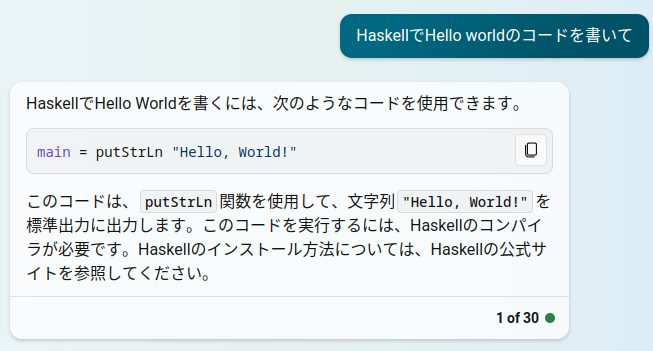 HaskellでHello worldのコードを書いて
HaskellでHello Worldを書くには、次のようなコードを使用できます。
main = putStrLn "Hello, World!"
このコードは、 putStrLn 関数を使用して、文字列 "Hello, World!" を
標準出力に出力します。このコードを実行するには、Haskellのコンパイ
ラが必要です。Haskellのインストール方法については、Haskellの公式サ
イトを参照してください。
1 of 30